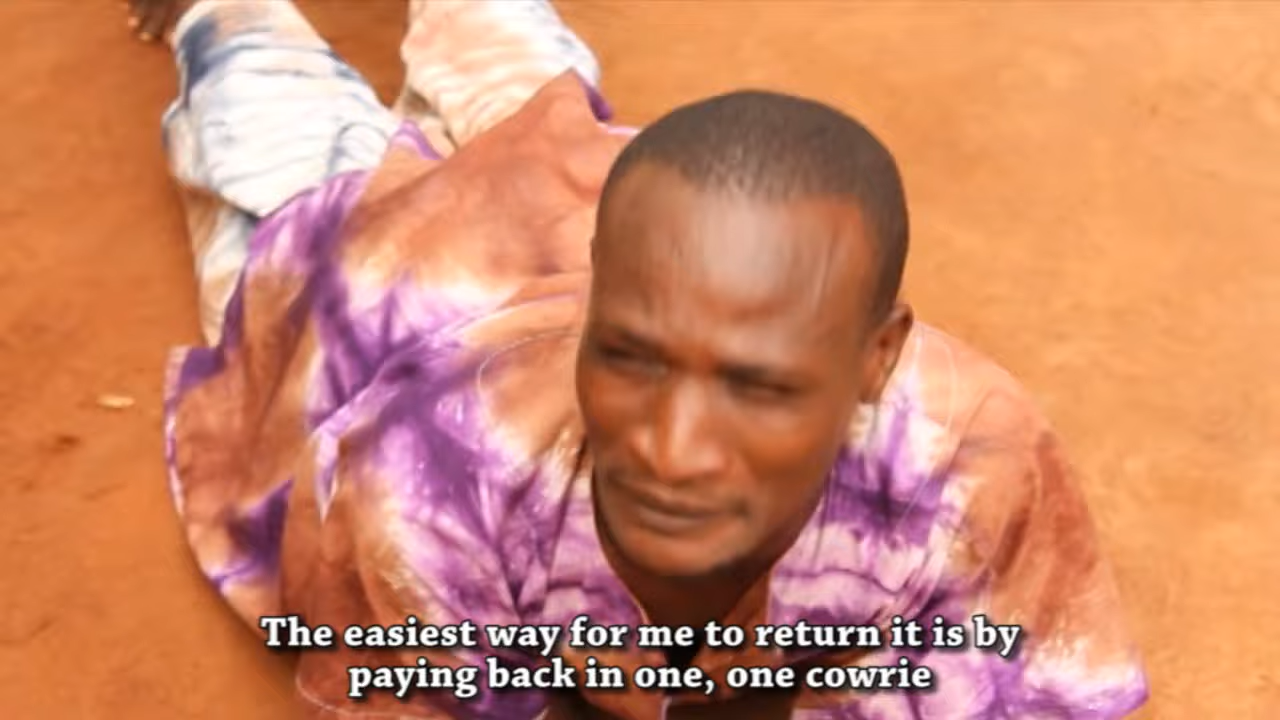 The easiest way for me to return it is by
paying back in one, one cowrie